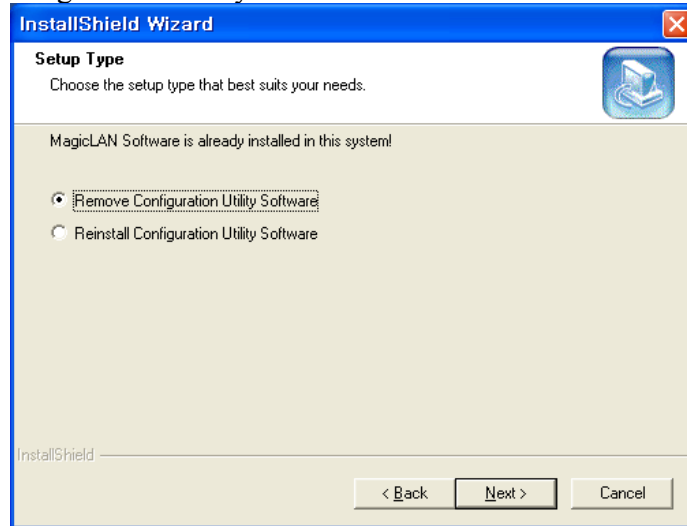 InstallShield Wizard
Setup Type
Choose the setup type that best suits your needs.
MagicLAN Software is already installed in this system!
Remove Configuration Utility Software
Reinstall Configuration Utility Software
InstallShield
< Back Next > Cancel